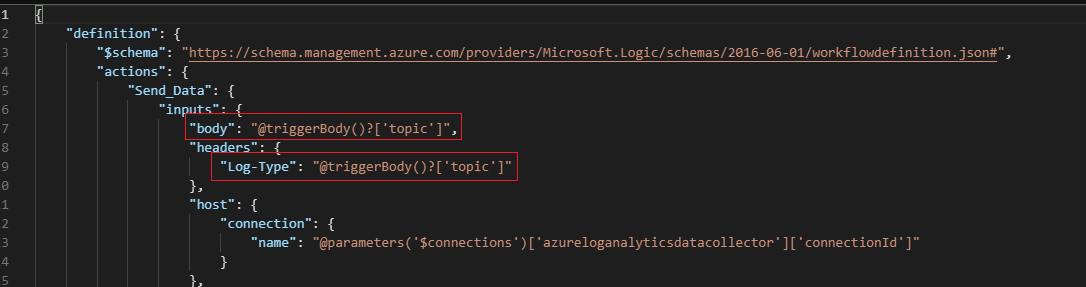 1 {
2 "definition": {
3 "$schema": "https://schema.management.azure.com/providers/Microsoft.Logic/schemas/2016-06-01/workflowdefinition.json#",
4 "actions": {
5 "Send_Data": {
6 "inputs": {
7 "body": "@triggerBody()?['topic']",
8 "headers": {
9 "Log-Type": "@triggerBody()?['topic']"
0 },
1 "host": {
2 "connection": {
3 "name": "@parameters('$connections')['azureloganalyticsdatacollector']['connectionId']"
4 }
5 },